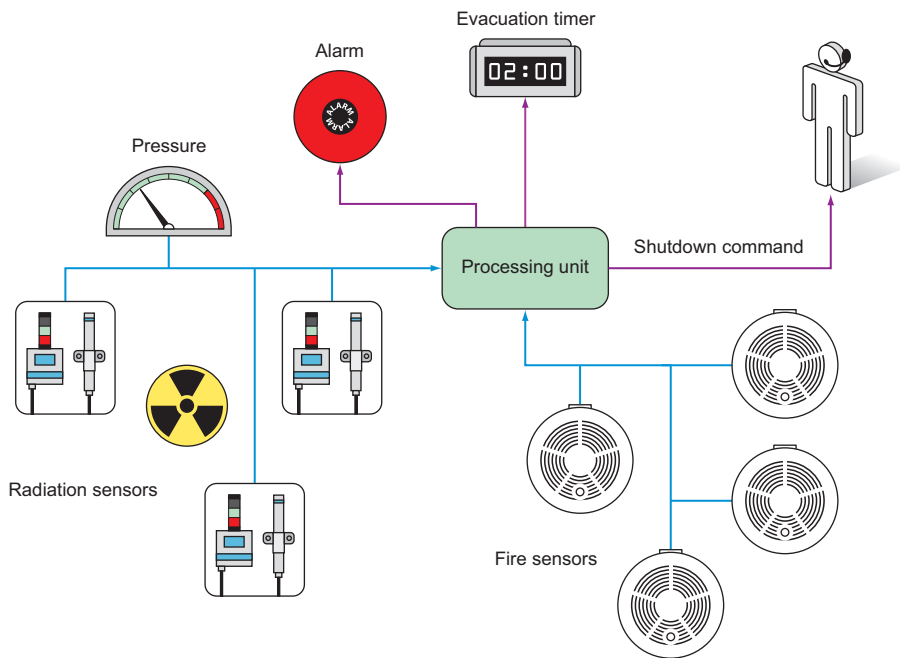 Evacuation timer
Alarm
02:00
ALARM ALARM
Pressure
Processing unit
Shutdown command
Radiation sensors
Fire sensors